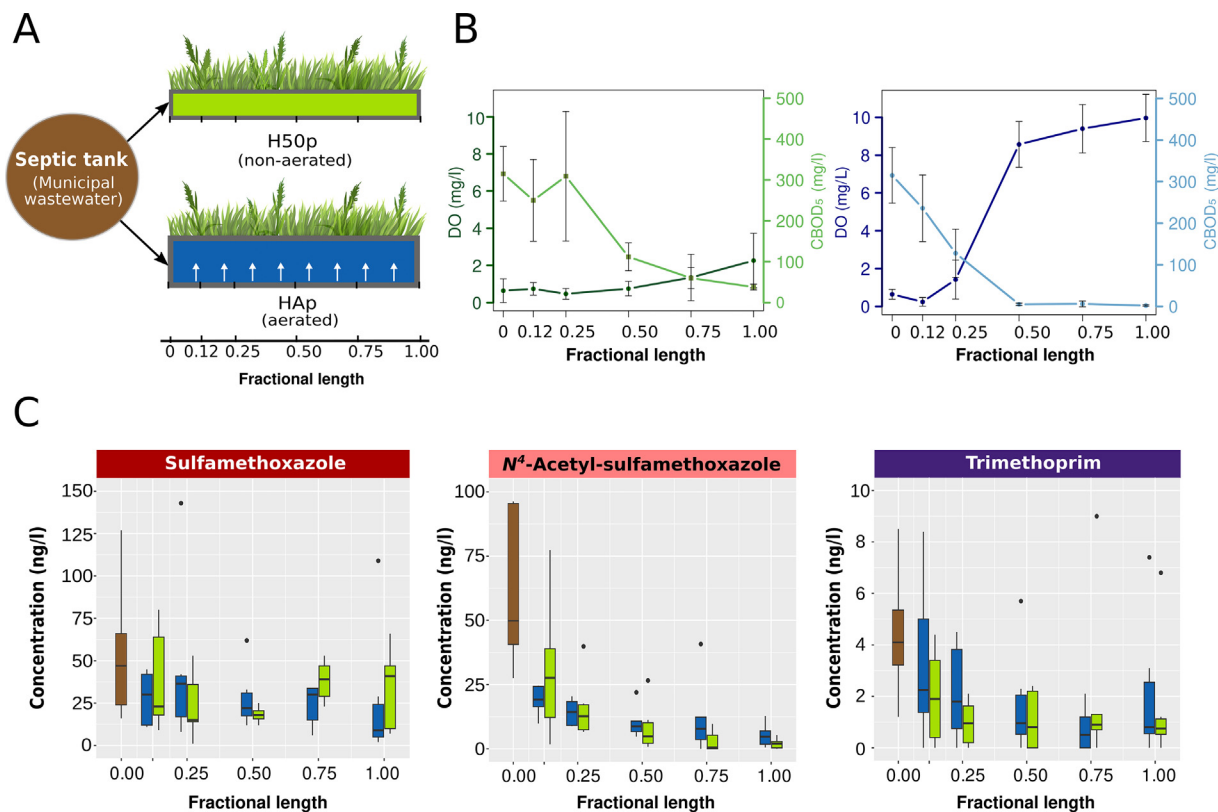 A
Septic tank
(Municipal
wastewater)
H50p
(non-aerated)
HAp
(aerated)
0 0.12 0.25 0.50 0.75 1.00
Fractional length
B
DO (mg/l)
0 2 4 6 8 10
CBOD₅ (mg/l)
0 100 200 300 400 500
0 0.12 0.25 0.50 0.75 1.00
Fractional length
DO (mg/L)
0 2 4 6 8 10
CBOD₅ (mg/l)
0 100 200 300 400 500
0 0.12 0.25 0.50 0.75 1.00
Fractional length
C
Sulfamethoxazole
Concentration (ng/l)
150
125
100
75
50
25
0
0.00 0.25 0.50 0.75 1.00
Fractional length
N⁴-Acetyl-sulfamethoxazole
Concentration (ng/l)
100
75
50
25
0
0.00 0.25 0.50 0.75 1.00
Fractional length
Trimethoprim
Concentration (ng/l)
10
8
6
4
2
0
0.00 0.25 0.50 0.75 1.00
Fractional length